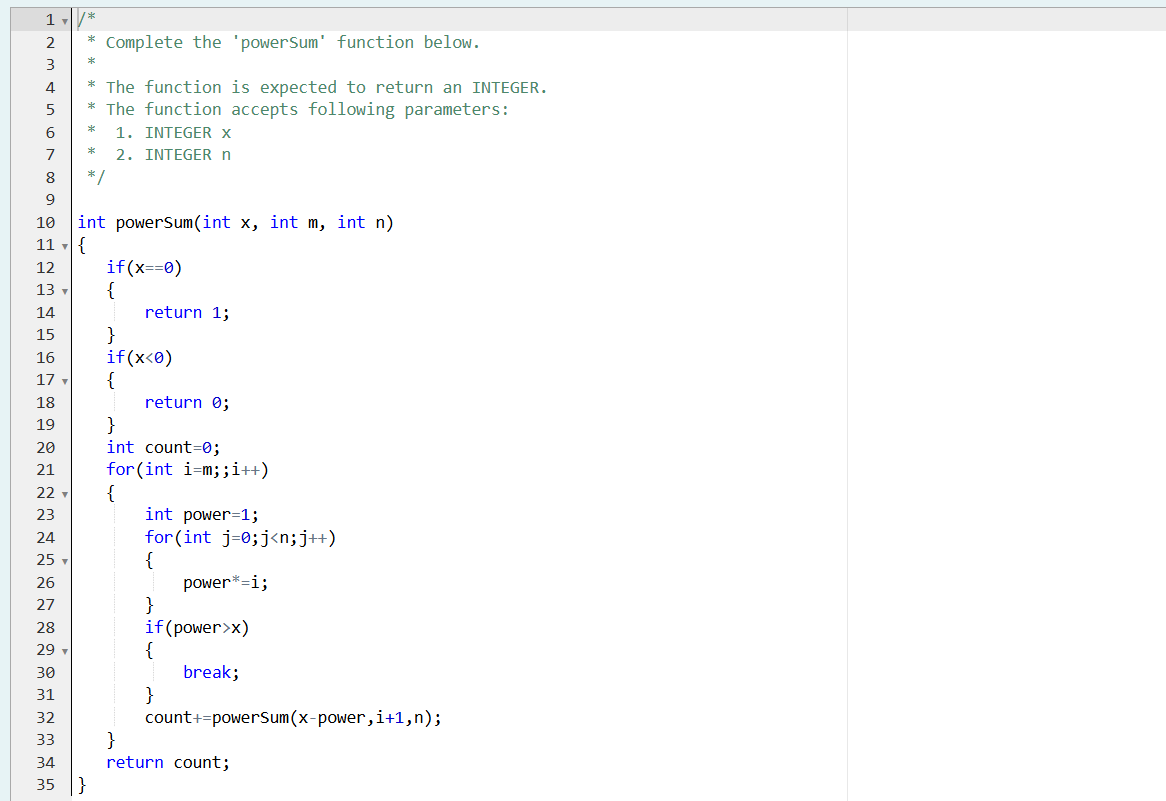 1 /*
2  * Complete the 'powerSum' function below.
3  *
4  * The function is expected to return an INTEGER.
5  * The function accepts following parameters:
6  *  1. INTEGER x
7  *  2. INTEGER n
8  */
9
10 int powerSum(int x, int m, int n)
11 {
12    if(x==0)
13    {
14        return 1;
15    }
16    if(x<0)
17    {
18        return 0;
19    }
20    int count=0;
21    for(int i=m;;i++)
22    {
23        int power=1;
24        for(int j=0;j<n;j++)
25        {
26            power*=i;
27        }
28        if(power>x)
29        {
30            break;
31        }
32        count+=powerSum(x-power,i+1,n);
33    }
34    return count;
35 }